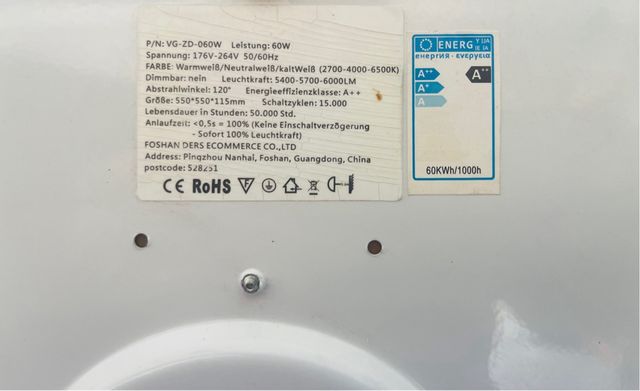 P/N: VG-ZD-060W Leistung: 60W
Spannung: 176V-264V 50/60Hz
FARBE: Warmweiß/Neutralweiß/kaltWeiß (2700-4000-6500K)
Dimmbar: nein Leuchtkraft: 5400-5700-6000LM
Abstrahlwinkel: 120° Energieeffizienzklasse: A++
Größe: 550*550*115mm Schaltzyklen: 15.000
Lebensdauer in Stunden: 50.000 Std.
Anlaufzeit: <0,5s = 100% (Keine Einschaltverzögerung
- Sofort 100% Leuchtkraft)
FOSHAN DERS ECOMMERCE CO.,LTD
Address: Pingzhou Nanhai, Foshan, Guangdong, China
postcode: 528251
CE RoHS F
ENERG Y IJA
IE IA
енергия · ενεργεια
A++
A+
A
A++
60KWh/1000h